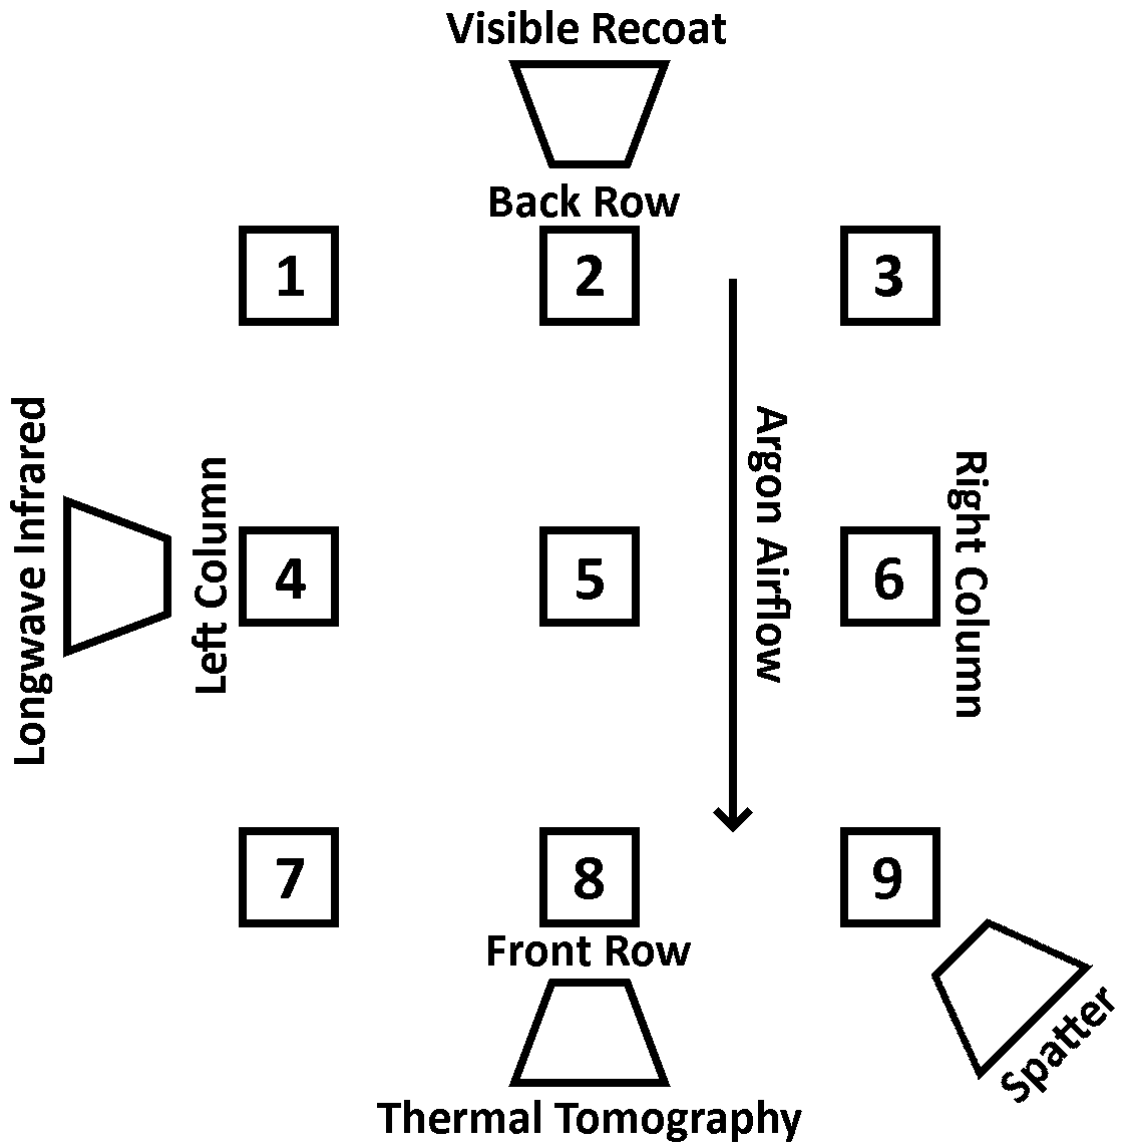 Visible Recoat
Back Row
1
2
3
Longwave Infrared
Left Column
4
5
Argon Airflow
6
Right Column
7
8
9
Front Row
Thermal Tomography
Spatter